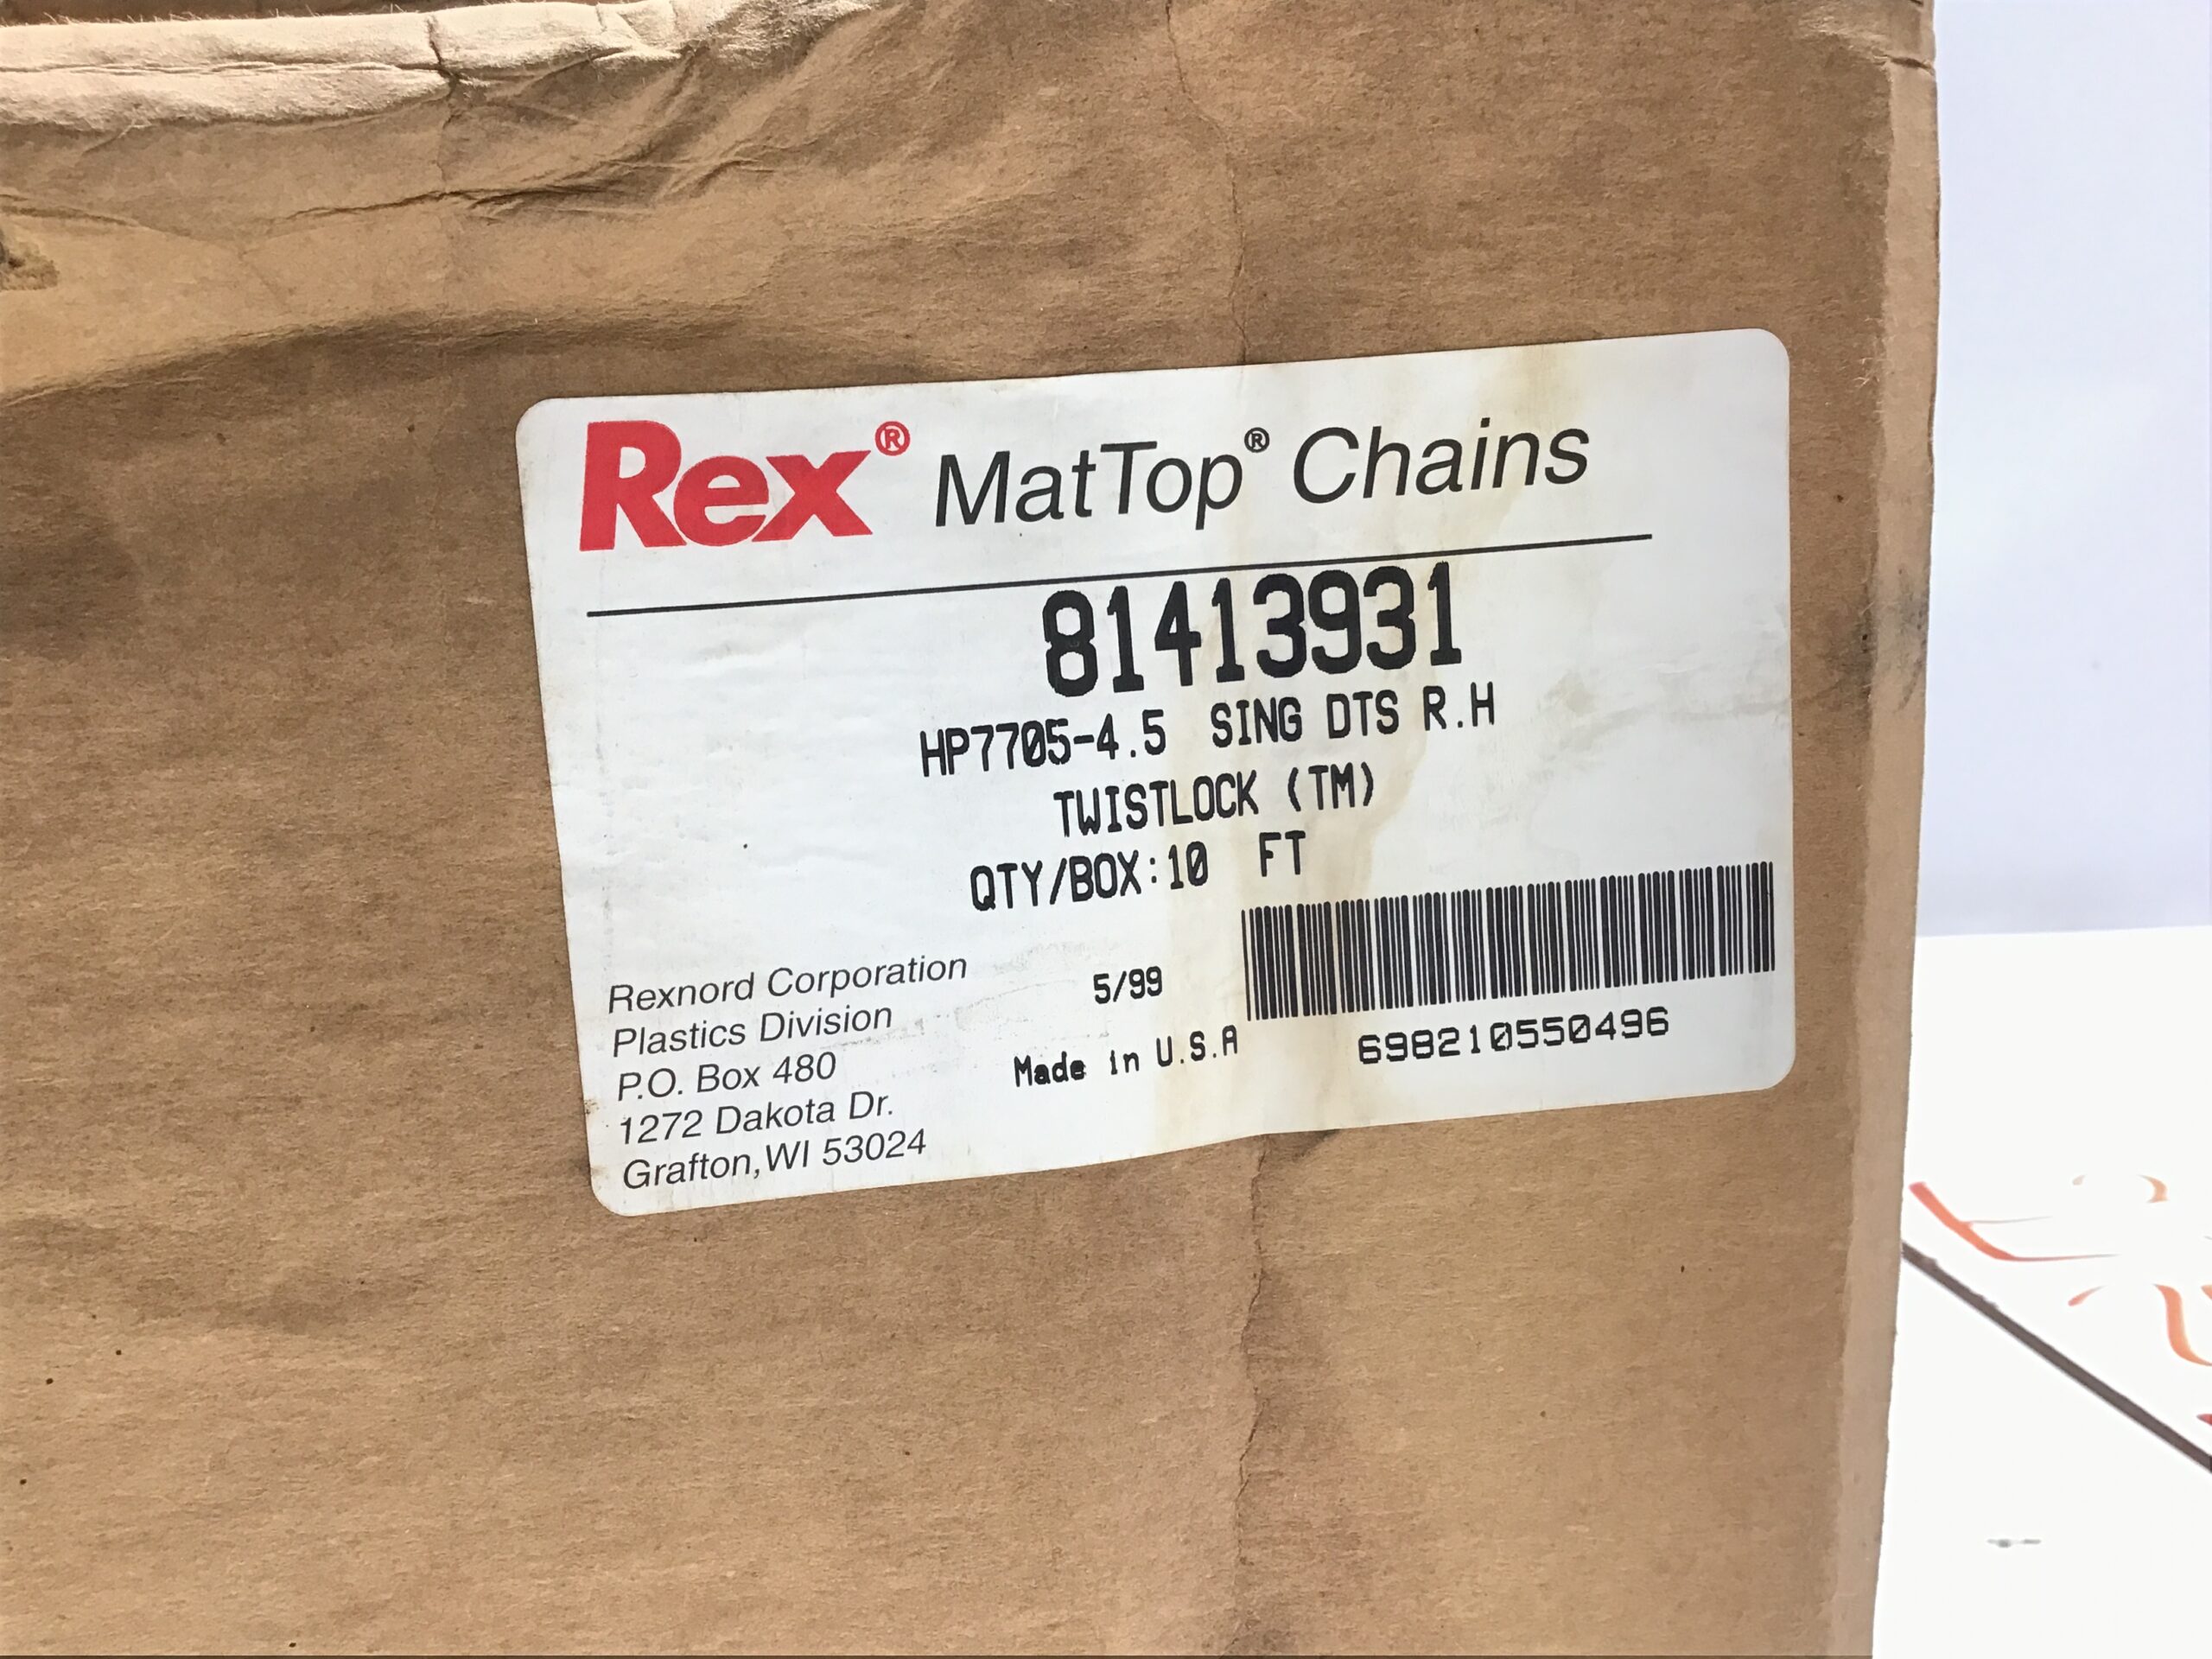 Rex® MatTop® Chains
81413931
HP7705-4.5 SING DTS R.H
TWISTLOCK (TM)
QTY/BOX:10 FT
Rexnord Corporation
Plastics Division
P.O. Box 480
1272 Dakota Dr.
Grafton,WI 53024
5/99
Made in U.S.A
698210550496